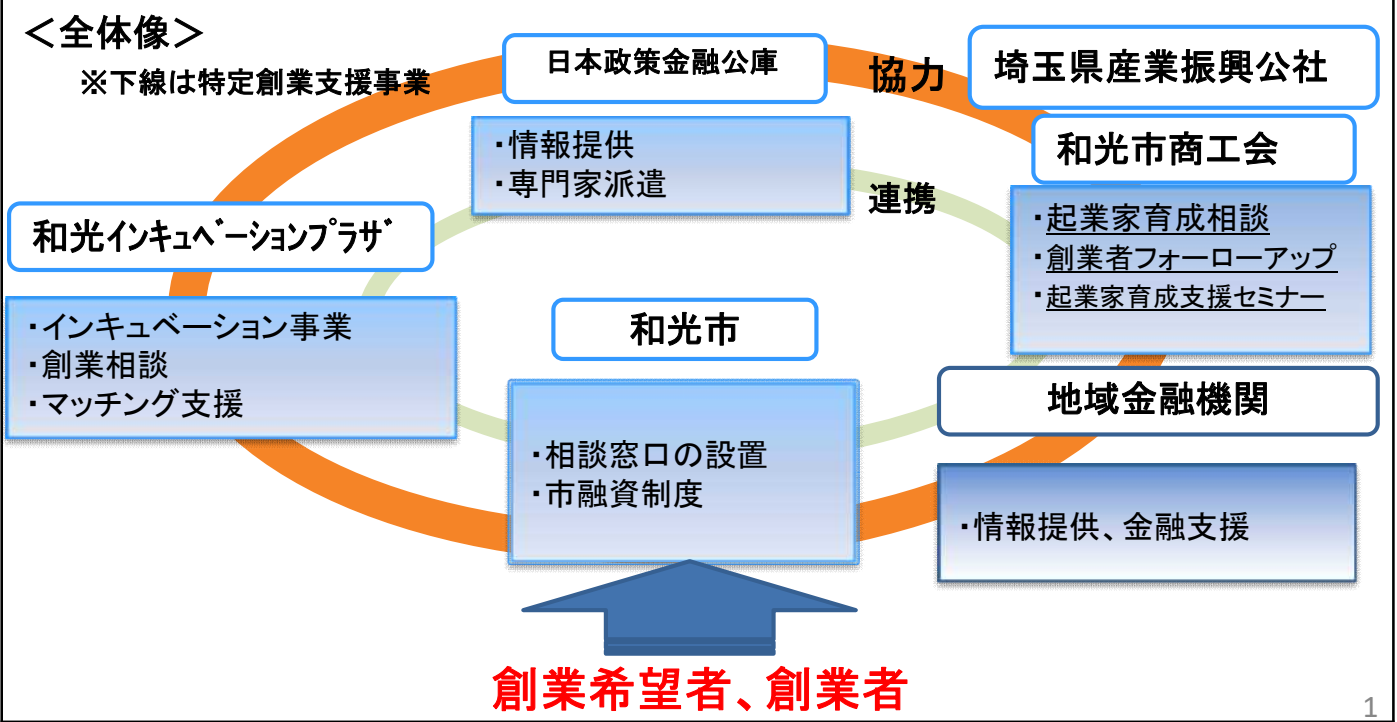 ＜全体像＞
※下線は特定創業支援事業
日本政策金融公庫
協力
埼玉県産業振興公社
・情報提供
・専門家派遣
連携
和光市商工会
・起業家育成相談
・創業者フォーローアップ
・起業家育成支援セミナー
和光ｲﾝｷｭﾍﾞｰｼｮﾝﾌﾟﾗｻﾞ
・インキュベーション事業
・創業相談
・マッチング支援
和光市
・相談窓口の設置
・市融資制度
地域金融機関
・情報提供、金融支援
創業希望者、創業者
1